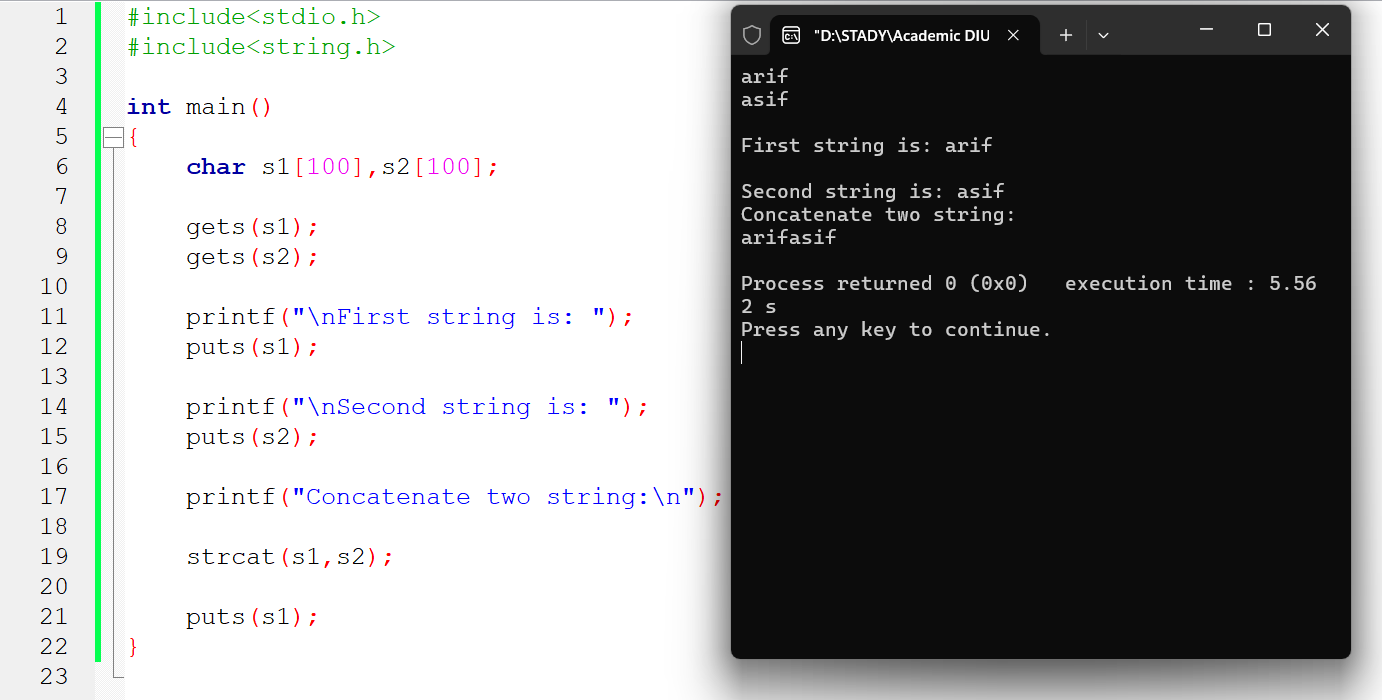 1 #include<stdio.h>
2 #include<string.h>
3
4 int main()
5 {
6 char s1[100],s2[100];
7
8 gets(s1);
9 gets(s2);
10
11 printf("\nFirst string is: ");
12 puts(s1);
13
14 printf("\nSecond string is: ");
15 puts(s2);
16
17 printf("Concatenate two string:\n");
18
19 strcat(s1,s2);
20
21 puts(s1);
22 }
23
"D:\STADY\Academic DIU
arif
asif
First string is: arif
Second string is: asif
Concatenate two string:
arifasif
Process returned 0 (0x0)   execution time : 5.56
2 s
Press any key to continue.